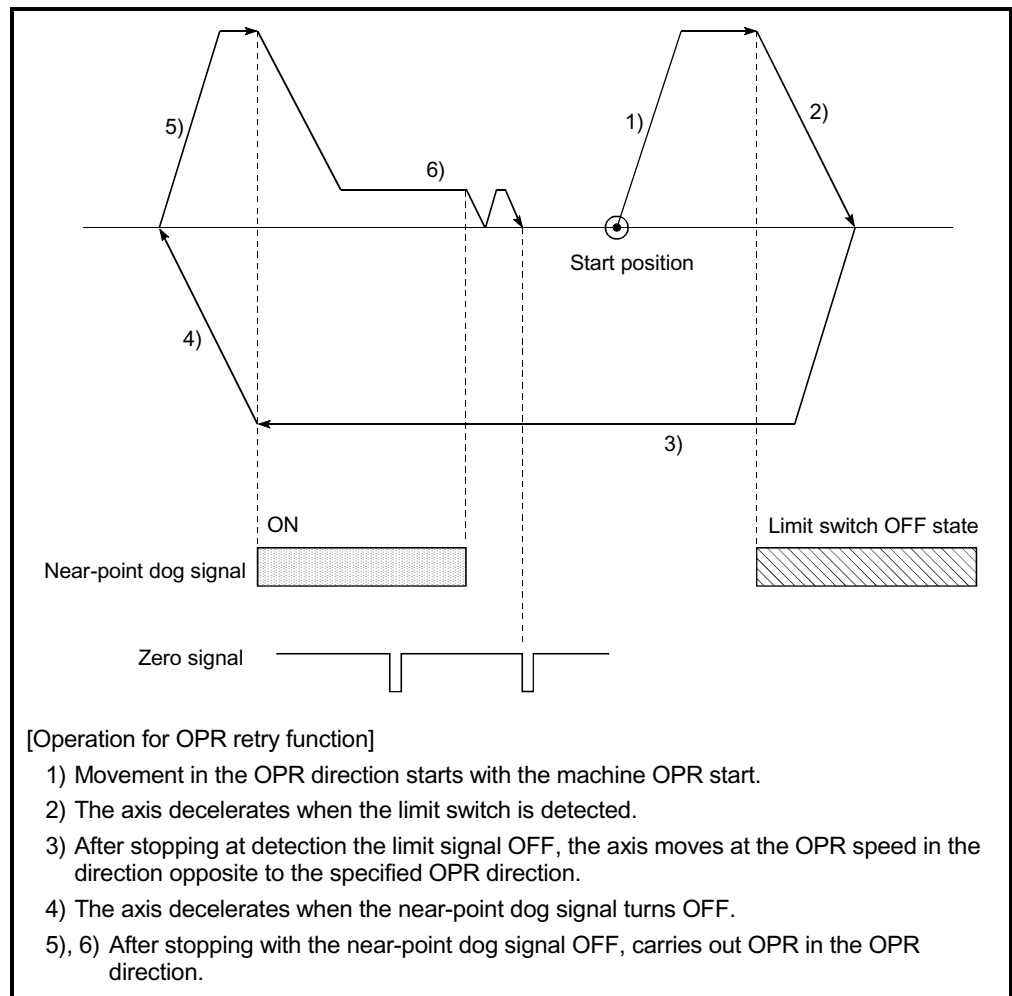 5)
1)
2)
6)
Start position
4)
3)
ON
Limit switch OFF state
Near-point dog signal
Zero signal
[Operation for OPR retry function]
1) Movement in the OPR direction starts with the machine OPR start.
2) The axis decelerates when the limit switch is detected.
3) After stopping at detection the limit signal OFF, the axis moves at the OPR speed in the
direction opposite to the specified OPR direction.
4) The axis decelerates when the near-point dog signal turns OFF.
5), 6) After stopping with the near-point dog signal OFF, carries out OPR in the OPR
direction.